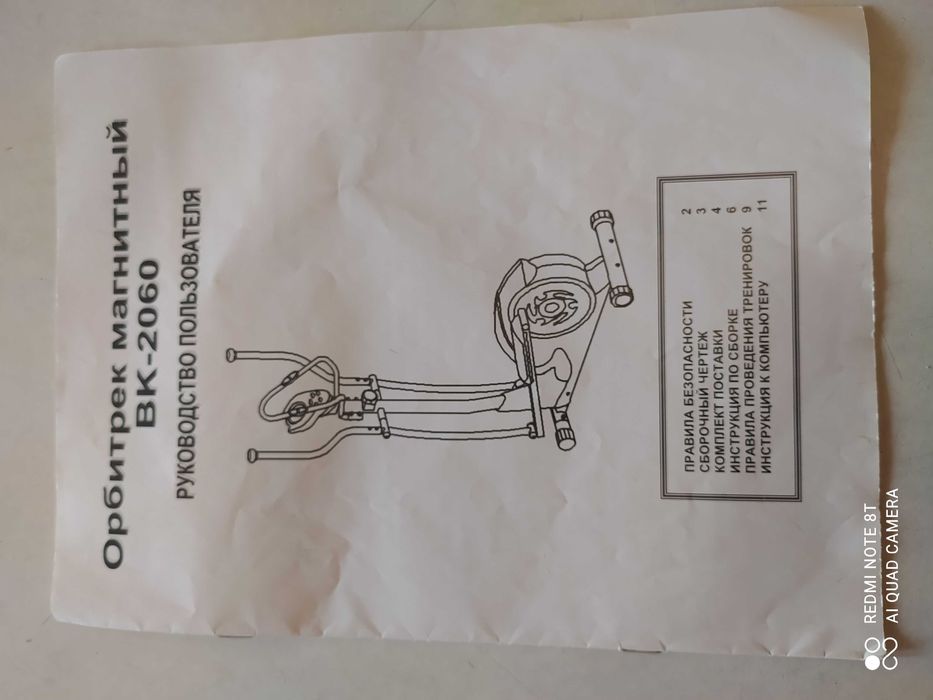 Орбитрек магнитный
ВК-2060
РУКОВОДСТВО ПОЛЬЗОВАТЕЛЯ
ПРАВИЛА БЕЗОПАСНОСТИ 2
СБОРОЧНЫЙ ЧЕРТЕЖ 3
КОМПЛЕКТ ПОСТАВКИ 4
ИНСТРУКЦИЯ ПО СБОРКЕ 6
ПРАВИЛА ПРОВЕДЕНИЯ ТРЕНИРОВОК 9
ИНСТРУКЦИЯ К КОМПЬЮТЕРУ 11
REDMI NOTE 8T
AI QUAD CAMERA